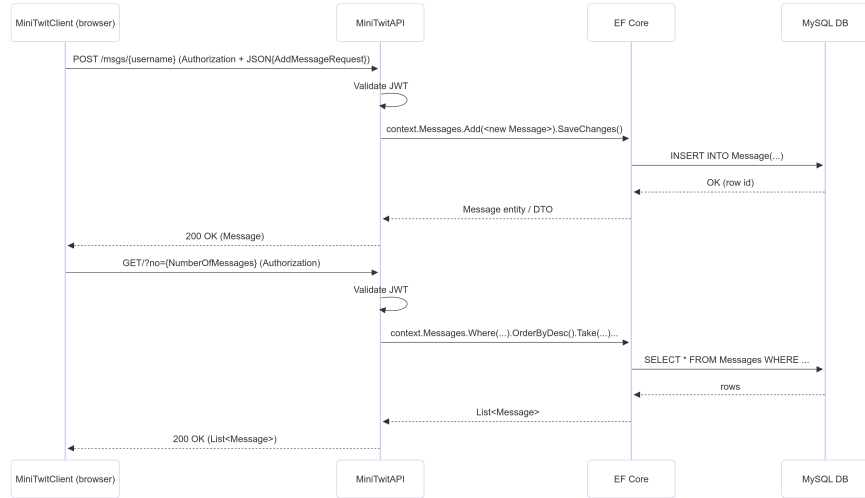 MiniTwitClient (browser)
MiniTwitAPI
EF Core
MySQL DB
POST /msgs/{username} (Authorization + JSON{AddMessageRequest})
Validate JWT
context.Messages.Add(<new Message>).SaveChanges()
INSERT INTO Message(...)
OK (row id)
Message entity / DTO
200 OK (Message)
GET/?no={NumberOfMessages} (Authorization)
Validate JWT
context.Messages.Where(...).OrderByDesc().Take(...)...
SELECT * FROM Messages WHERE ...
rows
List<Message>
200 OK (List<Message>)
MiniTwitClient (browser)
MiniTwitAPI
EF Core
MySQL DB